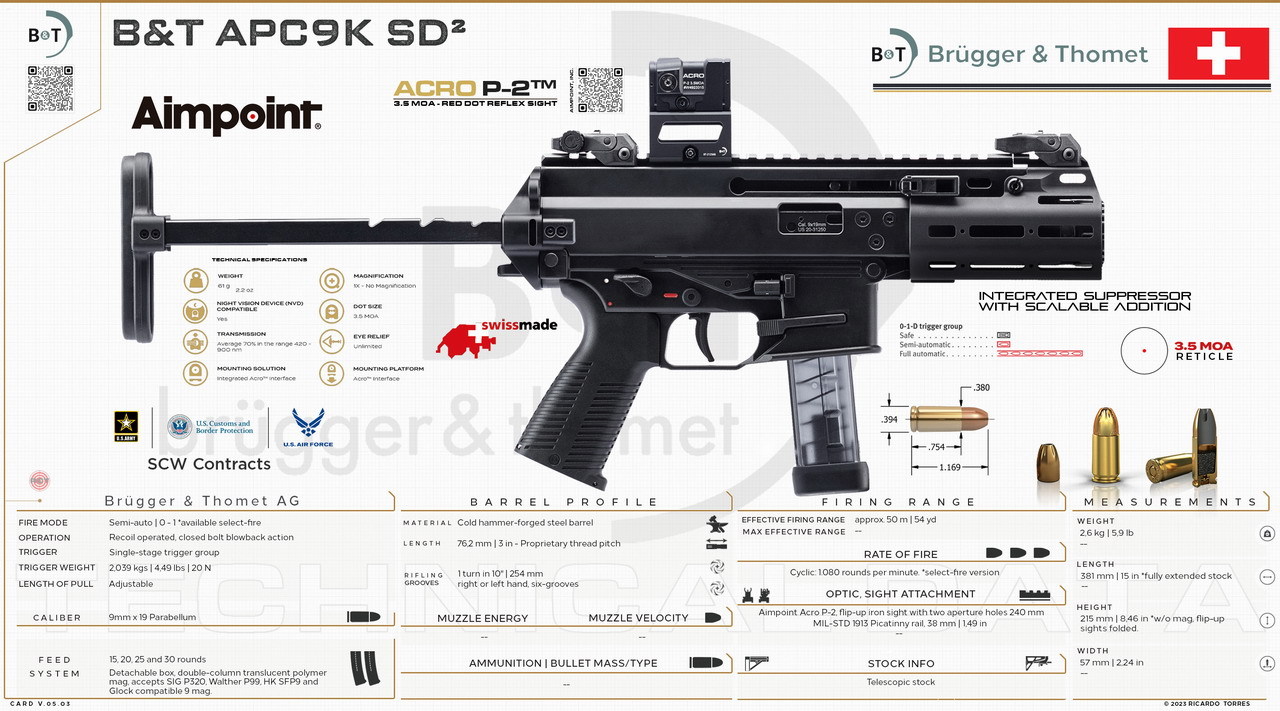 B&T
B&T APC9K SD²
B&T Brügger & Thomet
ACRO P-2™
3.5 MOA - RED DOT REFLEX SIGHT
AIMPOINT, INC.
Aimpoint®
ACRO
P-2 3.5MOA
Cal. 9x19mm
US 20-31250
TECHNICAL SPECIFICATIONS
WEIGHT
61 g
2.2 oz
MAGNIFICATION
1X - No Magnification
NIGHT VISION DEVICE (NVD)
COMPATIBLE
Yes
DOT SIZE
3.5 MOA
TRANSMISSION
Average 70% in the range 420 -
900 nm
EYE RELIEF
Unlimited
MOUNTING SOLUTION
Integrated Acro™ interface
MOUNTING PLATFORM
Acro™ interface
swissmade
INTEGRATED SUPPRESSOR
WITH SCALABLE ADDITION
0-1-D trigger group
Safe . . . . . . . . . . . . .
Semi-automatic . . . . . .
Full automatic . . . . . . .
3.5 MOA
RETICLE
.380
.394
.754
1.169
brügger & thomet
U.S.ARMY
U.S. Customs and
Border Protection
U.S. AIR FORCE
SCW Contracts
Brügger & Thomet AG
FIRE MODE Semi-auto | 0 - 1 *available select-fire
OPERATION Recoil operated, closed bolt blowback action
TRIGGER Single-stage trigger group
TRIGGER WEIGHT 2,039 kgs | 4,49 lbs | 20 N
LENGTH OF PULL Adjustable
CALIBER 9mm x 19 Parabellum
FEED
SYSTEM
15, 20, 25 and 30 rounds
Detachable box, double-column translucent polymer
mag, accepts SIG P320, Walther P99, HK SFP9 and
Glock compatible 9 mag.
BARREL PROFILE
MATERIAL Cold hammer-forged steel barrel
LENGTH 76,2 mm | 3 in - Proprietary thread pitch
RIFLING
GROOVES
1 turn in 10" | 254 mm
right or left hand, six-grooves
MUZZLE ENERGY MUZZLE VELOCITY
-- --
AMMUNITION | BULLET MASS/TYPE
--
FIRING RANGE
EFFECTIVE FIRING RANGE approx. 50 m | 54 yd
MAX EFFECTIVE RANGE --
RATE OF FIRE
Cyclic: 1.080 rounds per minute. *select-fire version
OPTIC, SIGHT ATTACHMENT
Aimpoint Acro P-2, flip-up iron sight with two aperture holes 240 mm
MIL-STD 1913 Picatinny rail, 38 mm | 1,49 in
--
STOCK INFO
Telescopic stock
MEASUREMENTS
WEIGHT
2,6 kg | 5,9 lb
--
LENGTH
381 mm | 15 in *fully extended stock
--
HEIGHT
215 mm | 8,46 in *w/o mag, flip-up
sights folded.
WIDTH
57 mm | 2,24 in
--
TECHNICAL DATA
CARD V.05.03
© 2023 RICARDO TORRES